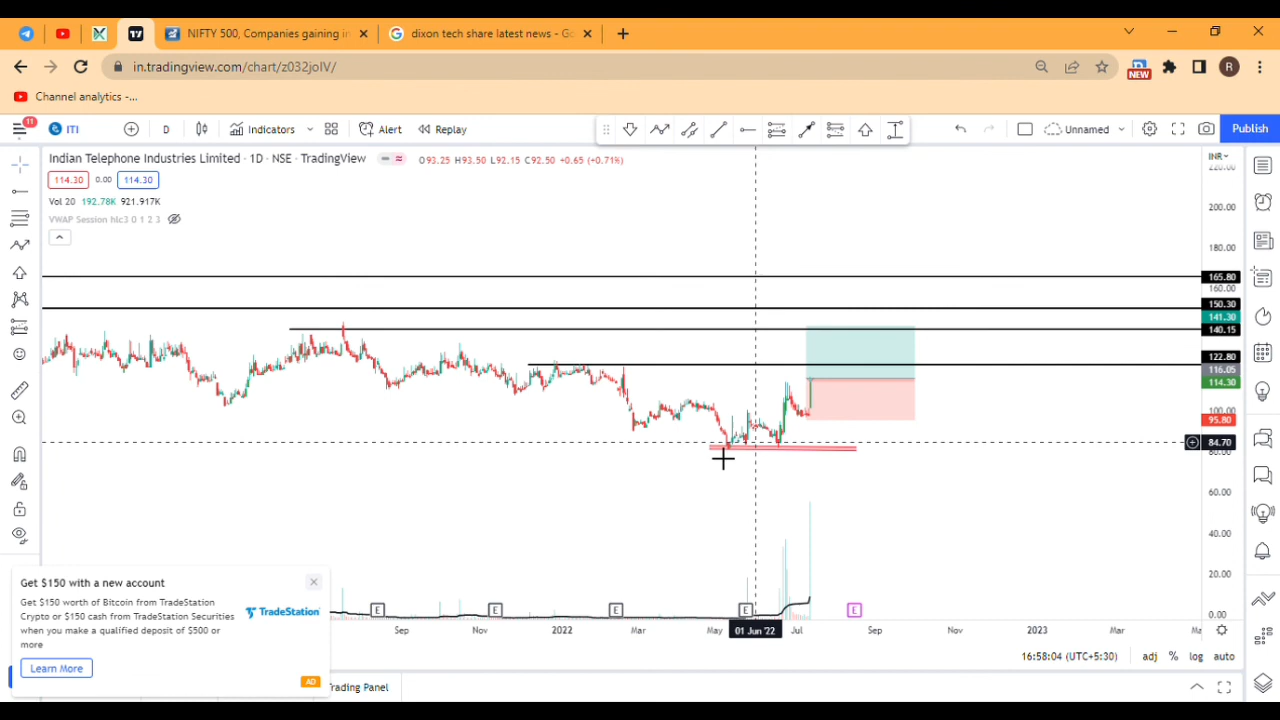 NIFTY 500, Companies gaining in
dixon tech share latest news - Go
in.tradingview.com/chart/z032joIV/
NEW
R
Channel analytics -...
11
ITI
D
Indicators
Alert
Replay
Unnamed
Publish
Indian Telephone Industries Limited · 1D · NSE · TradingView
O93.25 H93.50 L92.15 C92.50 +0.65 (+0.71%)
INR
114.30
0.00
114.30
Vol 20 192.78K 921.917K
VWAP Session hlc3 0 1 2 3
220.00
200.00
180.00
165.80
160.00
150.30
141.30
140.15
122.80
116.05
114.30
100.00
95.80
84.70
80.00
60.00
40.00
20.00
0.00
E
E
E
E
E
Sep
Nov
2022
Mar
May
01 Jun '22
Jul
Sep
Nov
2023
Mar
Ma
16:58:04 (UTC+5:30)
adj
%
log
auto
Get $150 with a new account
Get $150 worth of Bitcoin from TradeStation
Crypto or $150 cash from TradeStation Securities
when you make a qualified deposit of $500 or
more
TradeStation
Learn More
AD
Trading Panel